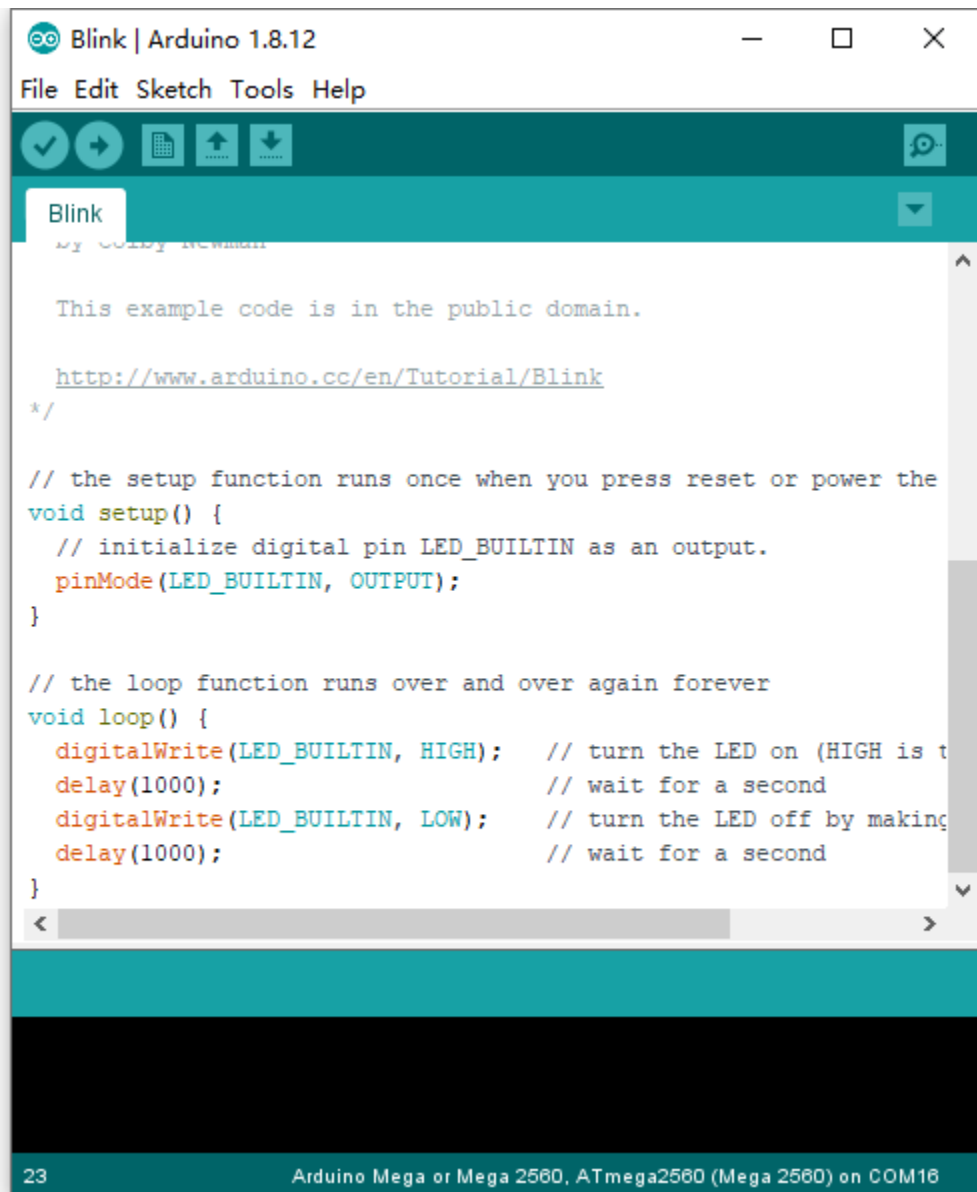 Blink | Arduino 1.8.12
File Edit Sketch Tools Help
Blink
by Colby Newman
This example code is in the public domain.
http://www.arduino.cc/en/Tutorial/Blink
*/
// the setup function runs once when you press reset or power the
void setup() {
  // initialize digital pin LED_BUILTIN as an output.
  pinMode(LED_BUILTIN, OUTPUT);
}
// the loop function runs over and over again forever
void loop() {
  digitalWrite(LED_BUILTIN, HIGH);   // turn the LED on (HIGH is t
  delay(1000);                       // wait for a second
  digitalWrite(LED_BUILTIN, LOW);    // turn the LED off by making
  delay(1000);                       // wait for a second
}
23 Arduino Mega or Mega 2560, ATmega2560 (Mega 2560) on COM16